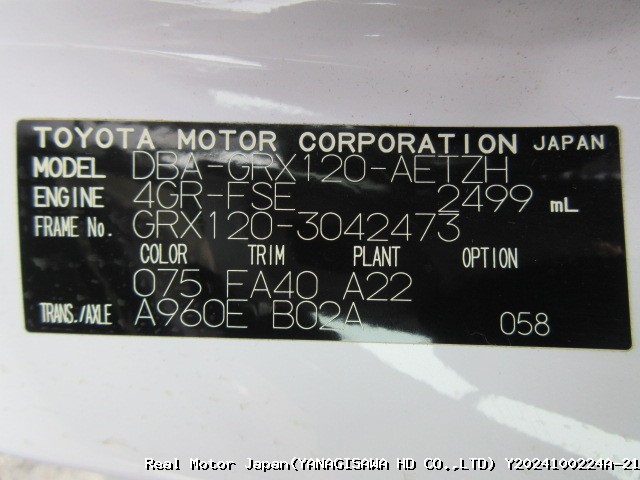 TOYOTA MOTOR CORPORATION JAPAN
MODEL DBA-GRX120-AETZH
ENGINE 4GR-FSE 2499 mL
FRAME No. GRX120-3042473
COLOR TRIM PLANT OPTION
075 FA40 A22
TRANS./AXLE A960E B02A 058
Real Motor Japan(YANAGISAWA HD CO.,LTD) Y2024100224A-21